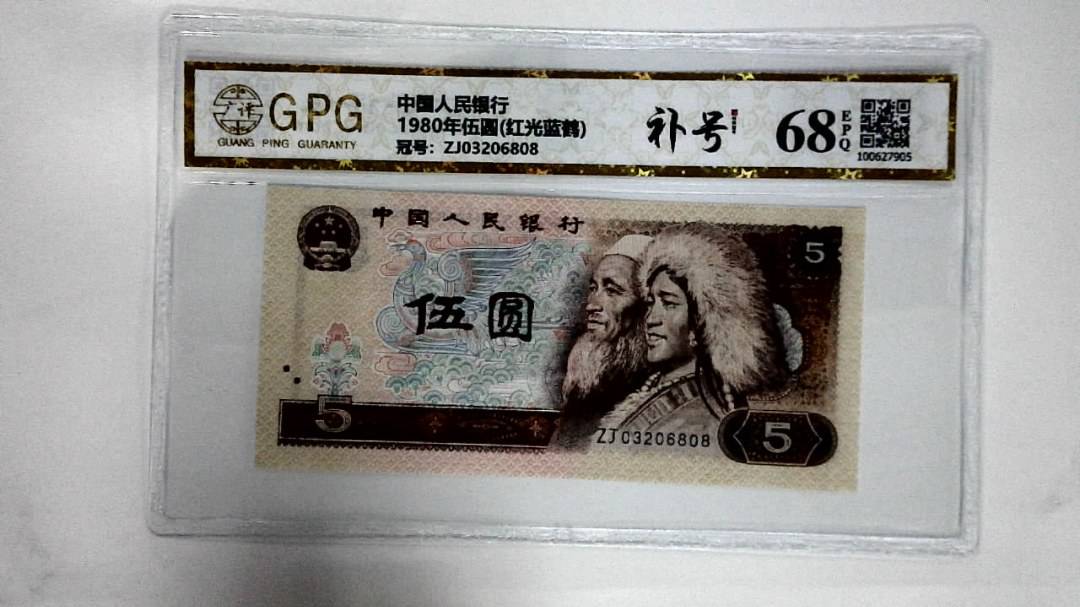 广评
GPG
GUANG PING GUARANTY
中国人民银行
1980年伍圆(红光蓝鹤)
冠号：ZJ03206808
补号
68
EPQ
100627905
中国人民银行
5
伍圆
5
ZJ03206808
5